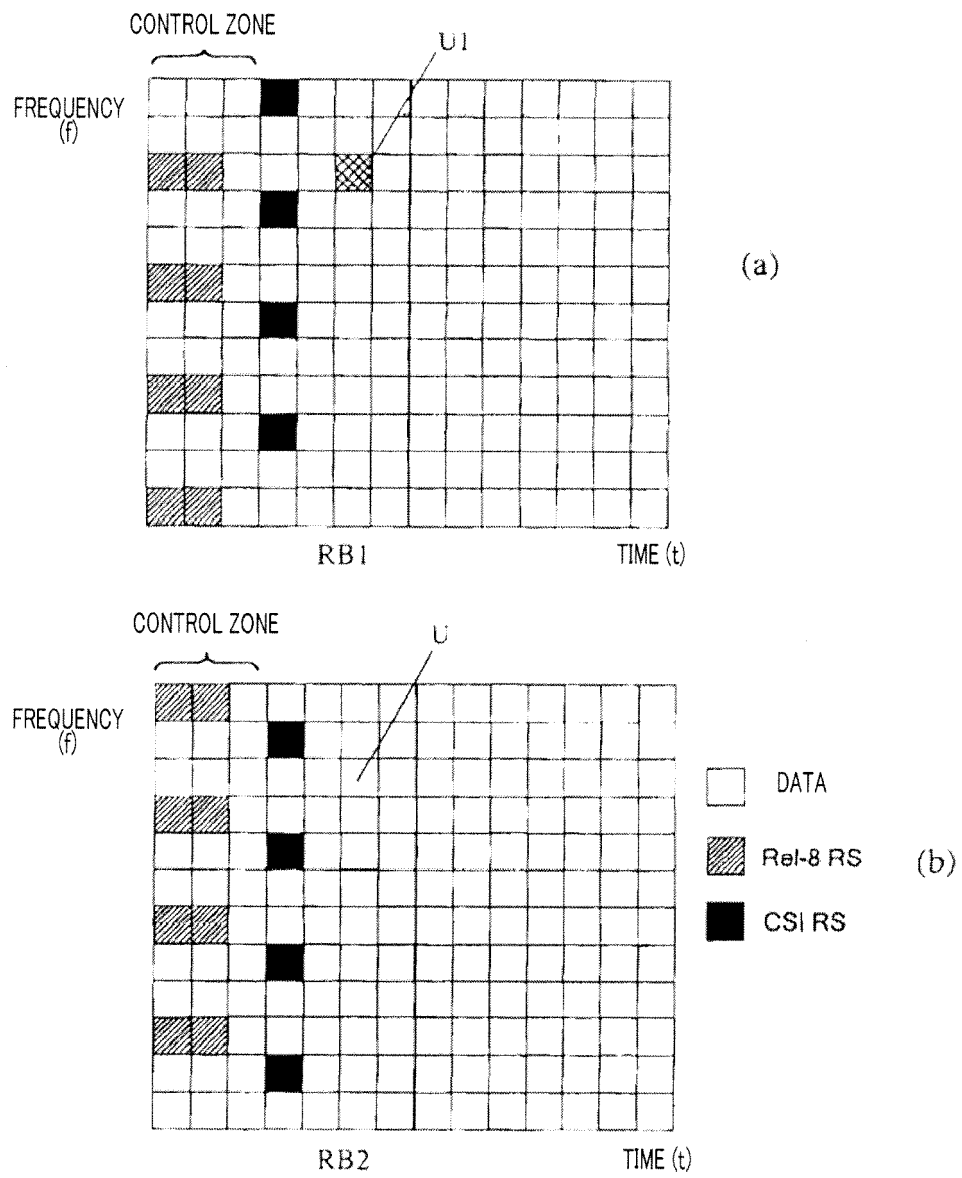 CONTROL ZONE
U1
FREQUENCY
(f)
(a)
RB1
TIME (t)
CONTROL ZONE
U
FREQUENCY
(f)
DATA
Rel-8 RS
(b)
CSI RS
RB2
TIME (t)